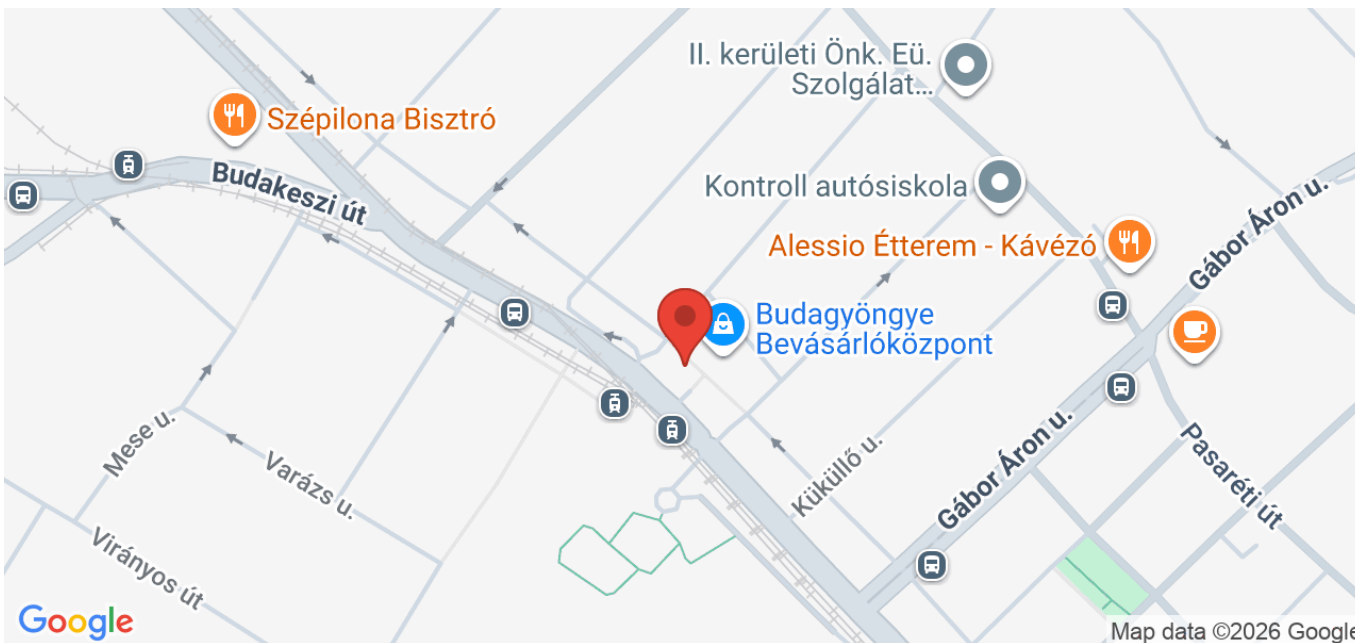 II. kerületi Önk. Eü.
Szolgálat...
Szépilona Bisztró
Budakeszi út
Kontroll autósiskola
Gábor Áron u.
Alessio Étterem - Kávézó
Budagyöngye
Bevásárlóközpont
Mese u.
Varázs u.
Küküllő u.
Gábor Áron u.
Pasaréti út
Virányos út
Google
Map data ©2026 Google